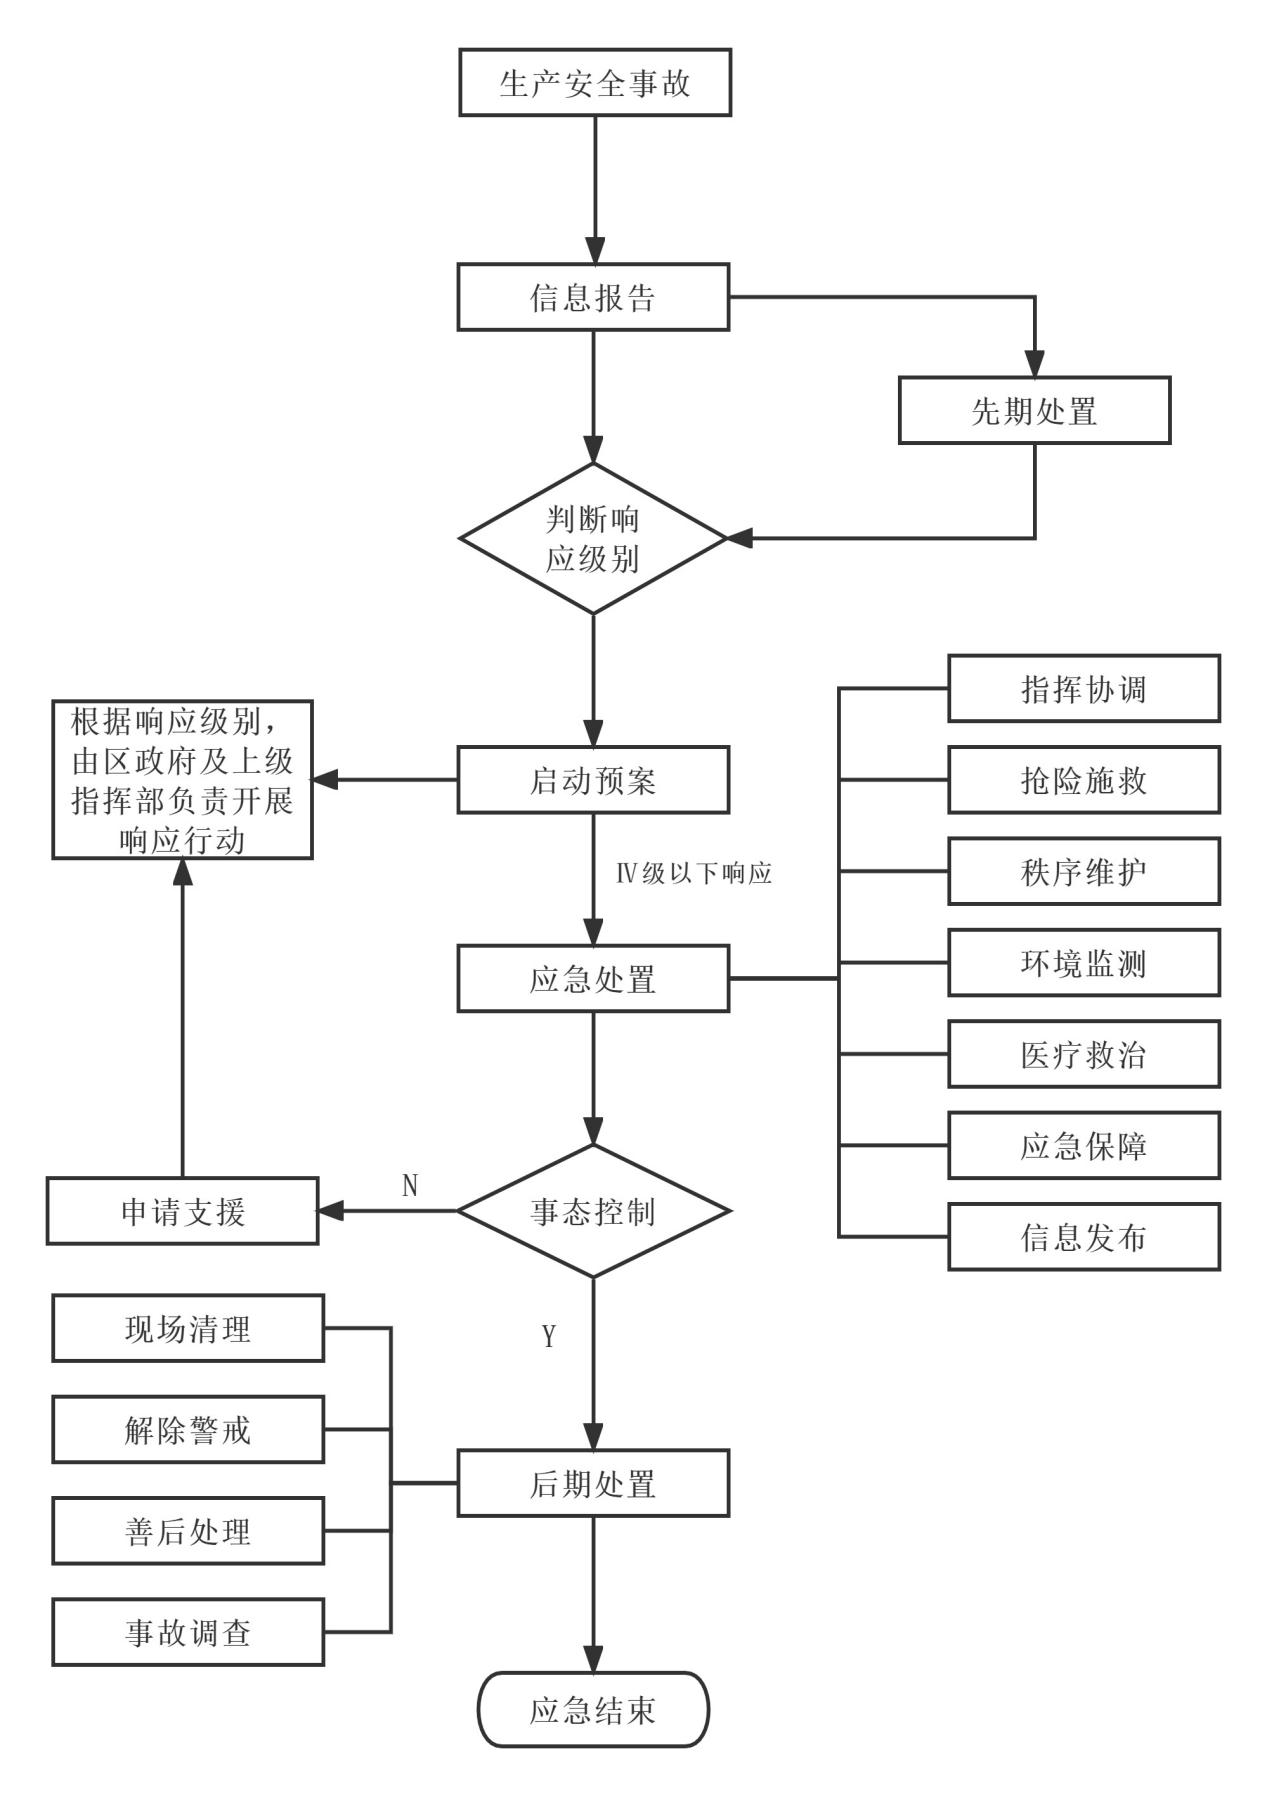 生产安全事故
信息报告
先期处置
判断响
应级别
指挥协调
根据响应级别，
由区政府及上级
指挥部负责开展
响应行动
启动预案
抢险施救
Ⅳ级以下响应
秩序维护
应急处置
环境监测
医疗救治
应急保障
N
申请支援
事态控制
信息发布
现场清理
Y
解除警戒
后期处置
善后处理
事故调查
应急结束